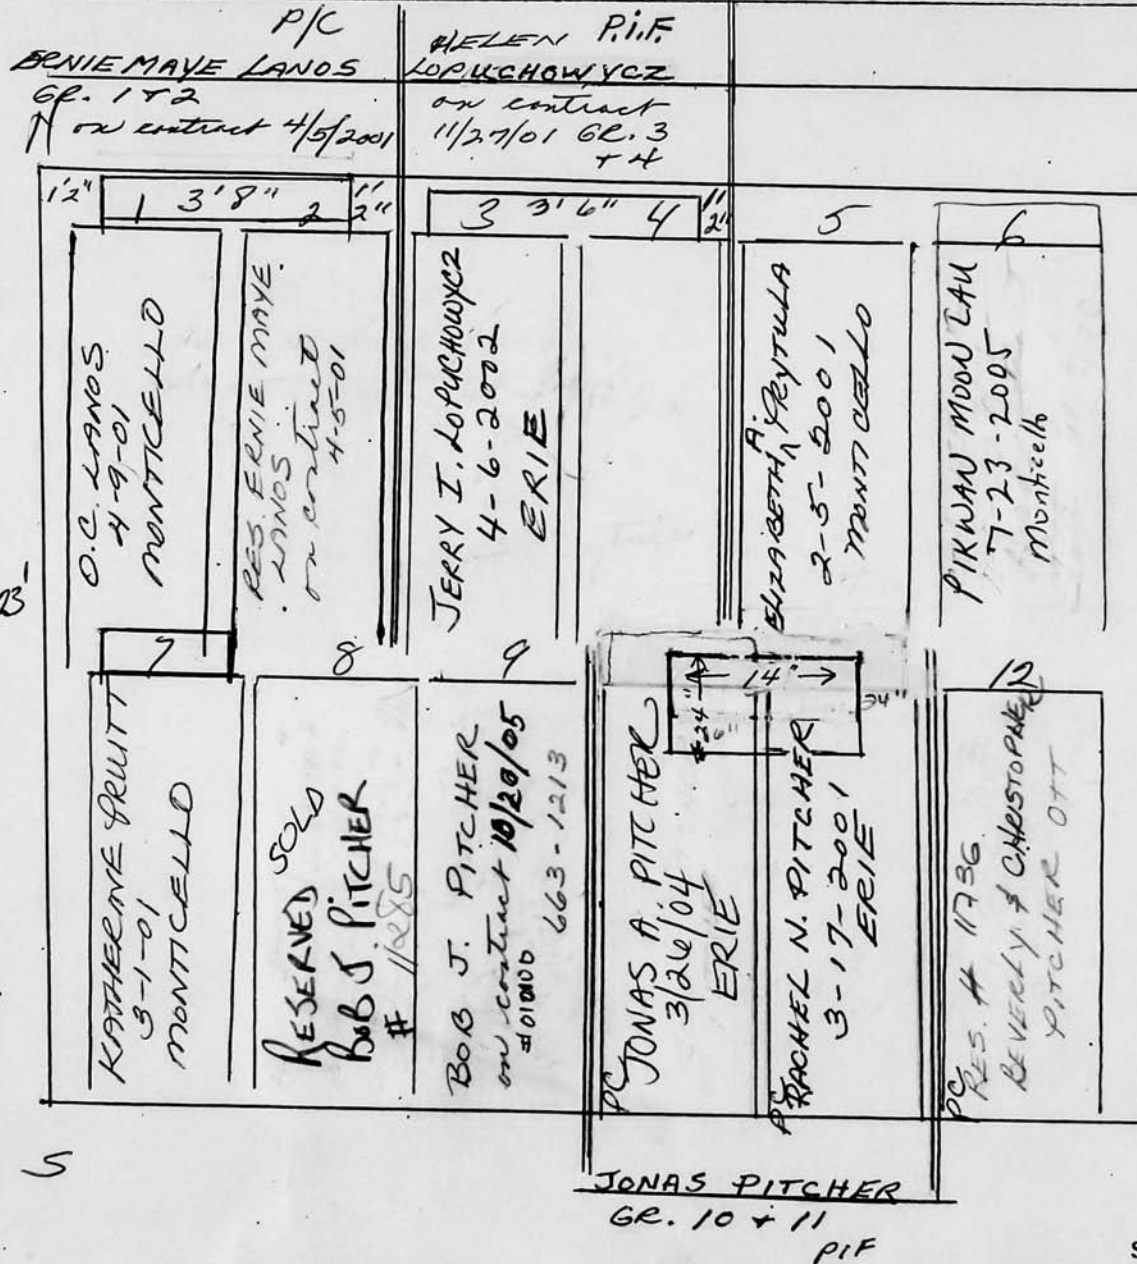 P/C
ERNIE MAYE LANOS
GR. 1 + 2
on contract 4/5/2001
HELEN P.i.F.
LOPUCHOWYCZ
on contract
11/27/01 GR. 3
+ 4
1'2" 1 3'8" 2 1' 2"
3 3'6" 4 1' 2"
5
6
O.C. LANOS
4-9-01
MONTICELLO
RES. ERNIE MAYE
LANOS
on contract
4-5-01
JERRY I. LOPUCHOWYCZ
4-6-2002
ERIE
ELIZABETH A PRYTULA
2-5-2001
MONTICELLO
PIKWAN MOON LAU
7-23-2005
Monticello
7
8
9
14"
24"
24"
12
KATHERINE PRUITT
3-1-01
MONTICELLO
SOLD
RESERVED
BOB J. PITCHER
# 11285
BOB J. PITCHER
on contract 10/20/05
#010100 663-1213
PC JONAS A. PITCHER
3/26/04
ERIE
PC RACHEL N. PITCHER
3-17-2001
ERIE
PC RES. # 11736
BEVERLY & CHRISTOPHER
PITCHER OTT
S
JONAS PITCHER
GR. 10 + 11
PIF